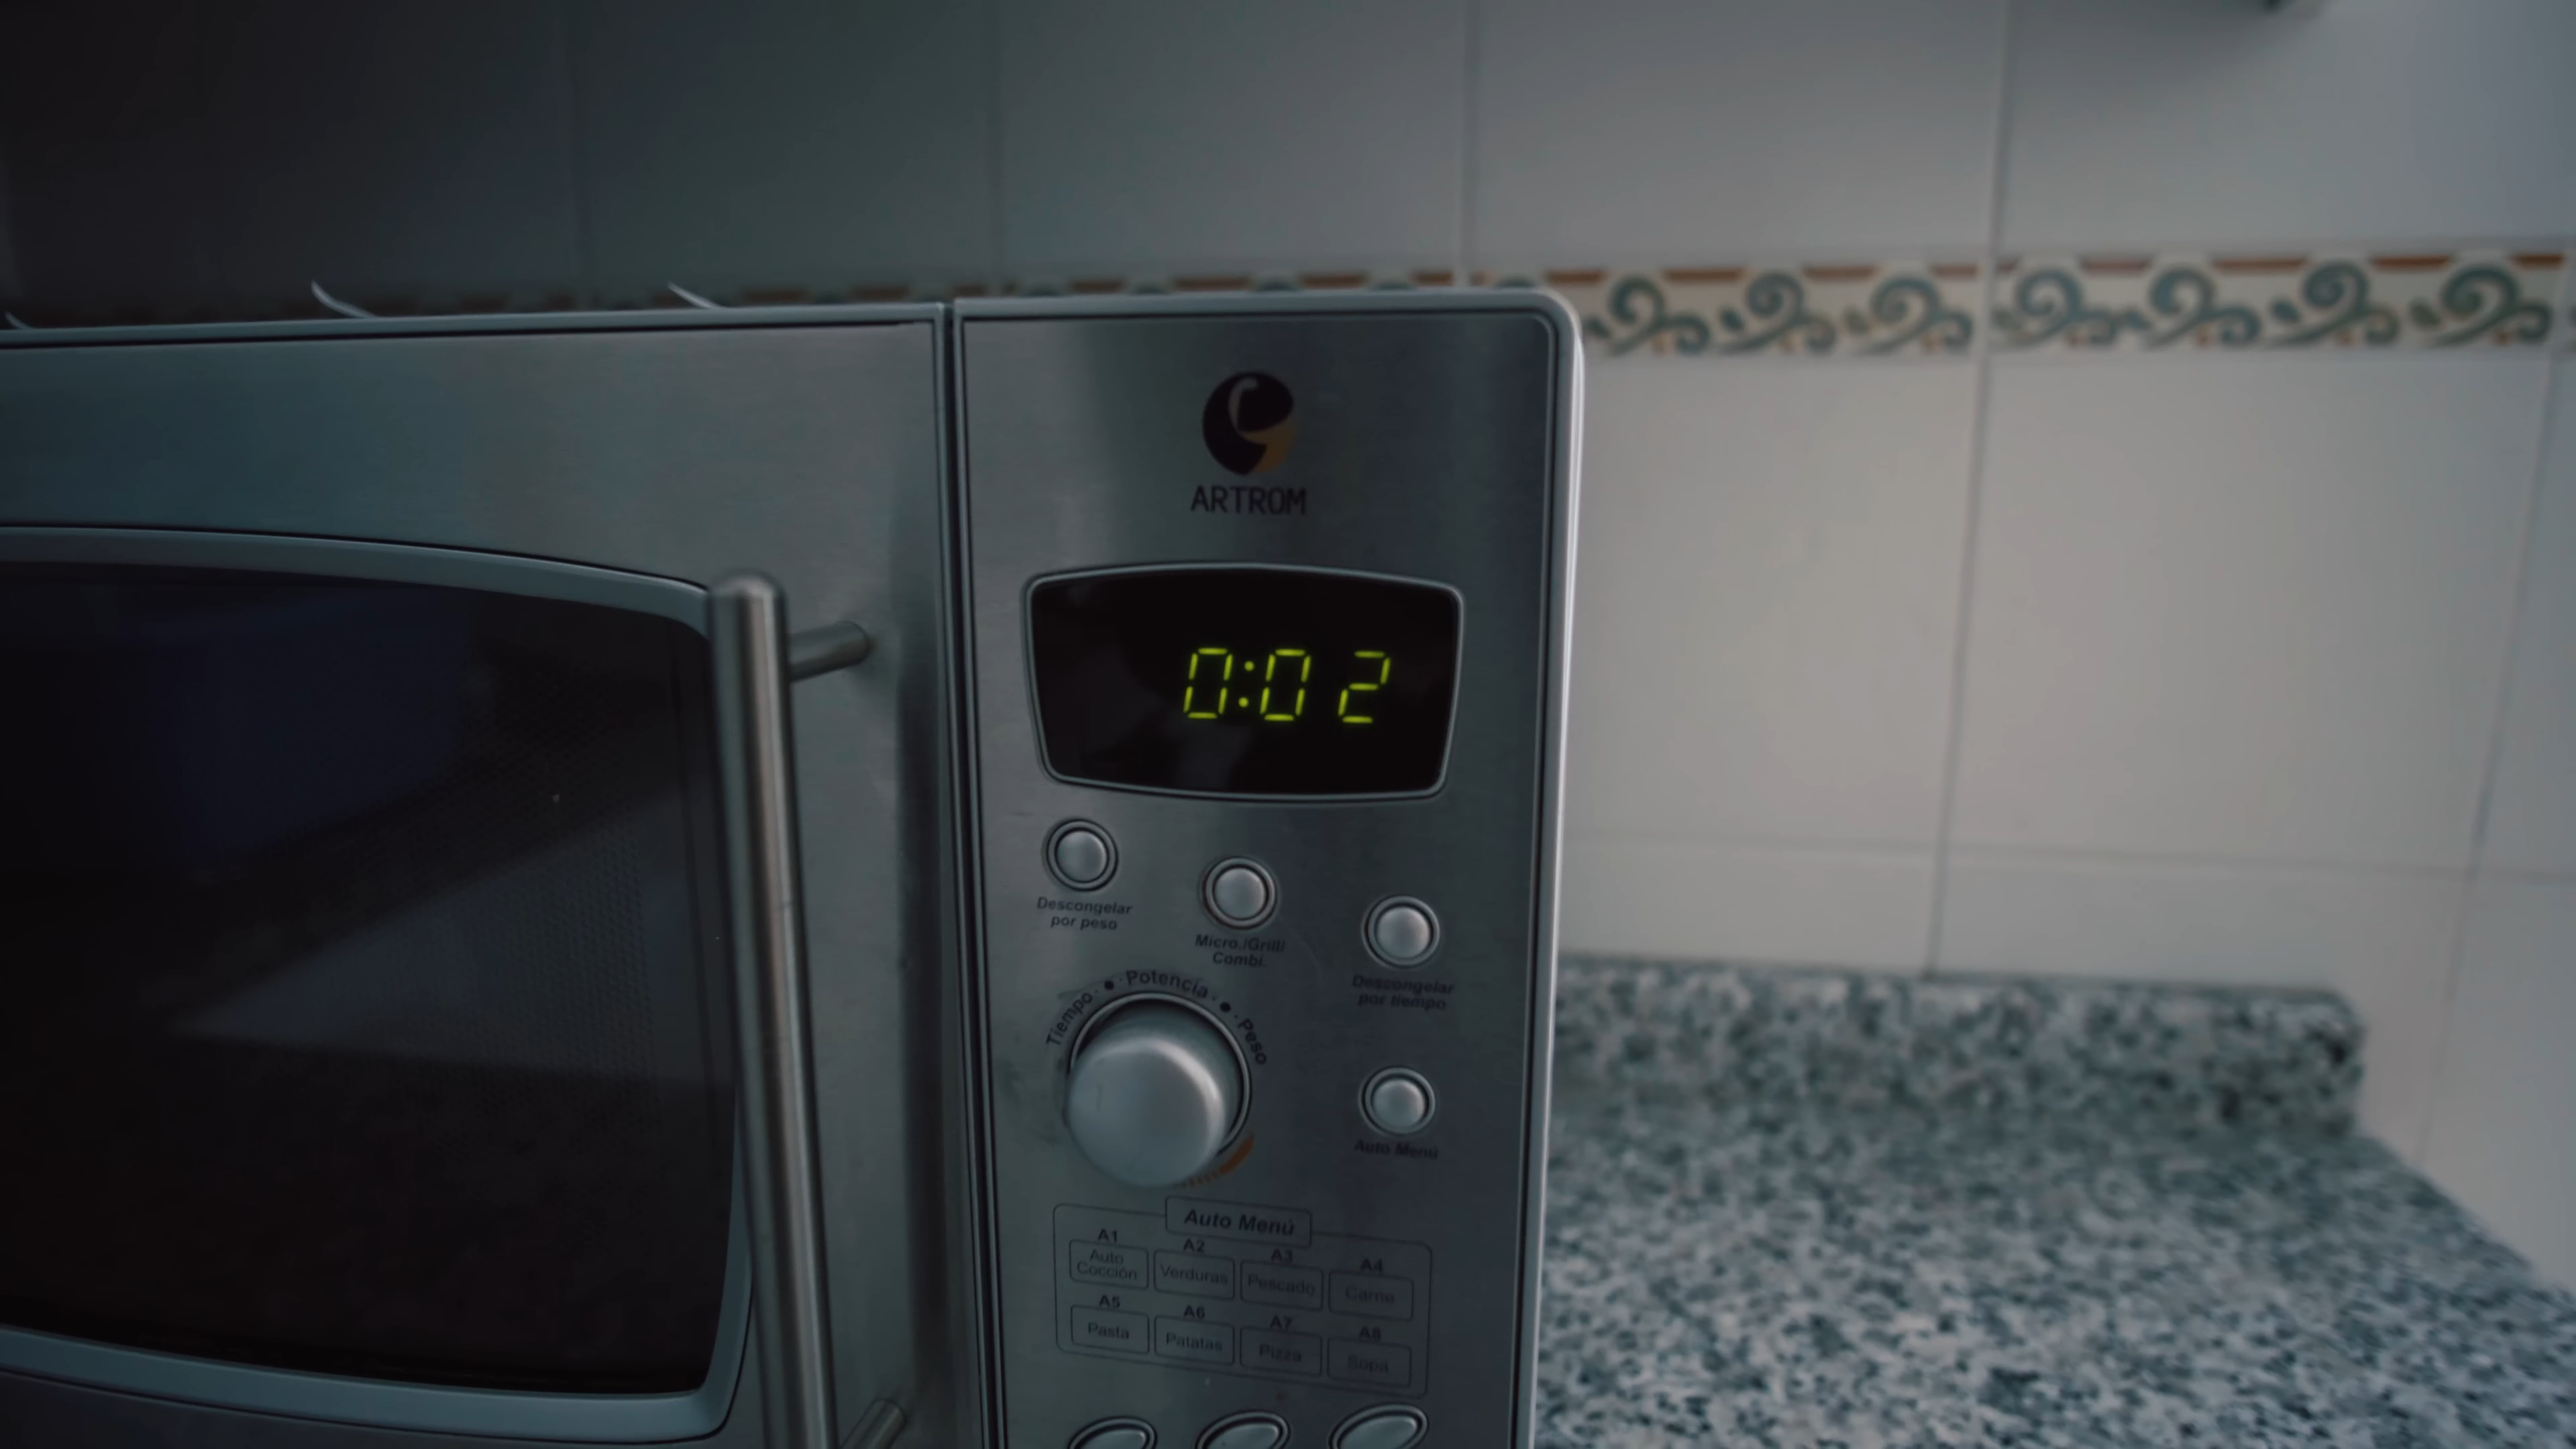 ARTROM
0:02
Descongelar
por peso
Micro./Grill/
Combi.
Descongelar
por tiempo
Tiempo · Potencia · Peso
Auto Menú
Auto Menú
A1 A2 A3 A4
Auto
Cocción
Verduras
Pescado
Carne
A5 A6 A7 A8
Pasta
Patatas
Pizza
Sopa